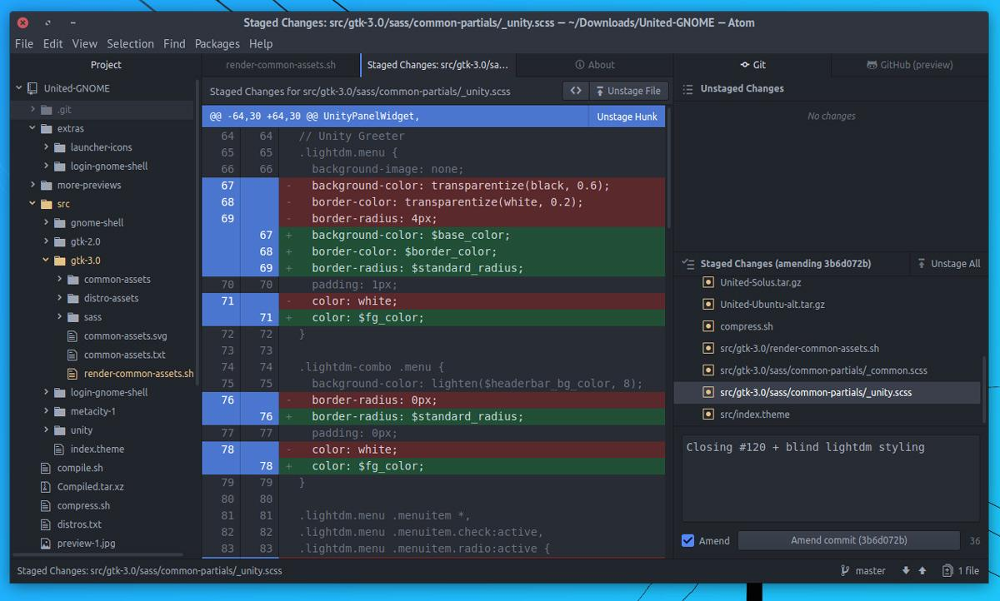 Staged Changes: src/gtk-3.0/sass/common-partials/_unity.scss — ~/Downloads/United-GNOME — Atom
File Edit View Selection Find Packages Help
Project
United-GNOME
.git
extras
launcher-icons
login-gnome-shell
more-previews
src
gnome-shell
gtk-2.0
gtk-3.0
common-assets
distro-assets
sass
common-assets.svg
common-assets.txt
render-common-assets.sh
login-gnome-shell
metacity-1
unity
index.theme
compile.sh
Compiled.tar.xz
compress.sh
distros.txt
preview-1.jpg
render-common-assets.sh
Staged Changes: src/gtk-3.0/sa...
About
Staged Changes for src/gtk-3.0/sass/common-partials/_unity.scss
Unstage File
@@ -64,30 +64,30 @@ UnityPanelWidget,
Unstage Hunk
64 64 // Unity Greeter
65 65 .lightdm.menu {
66 66 background-image: none;
67 - background-color: transparentize(black, 0.6);
68 - border-color: transparentize(white, 0.2);
69 - border-radius: 4px;
67 + background-color: $base_color;
68 + border-color: $border_color;
69 + border-radius: $standard_radius;
70 70 padding: 1px;
71 - color: white;
71 + color: $fg_color;
72 72 }
73 73
74 74 .lightdm-combo .menu {
75 75 background-color: lighten($headerbar_bg_color, 8);
76 - border-radius: 0px;
76 + border-radius: $standard_radius;
77 77 padding: 0px;
78 - color: white;
78 + color: $fg_color;
79 79 }
80 80
81 81 .lightdm.menu .menuitem *,
82 82 .lightdm.menu .menuitem.check:active,
83 83 .lightdm.menu .menuitem.radio:active {
Git
GitHub (preview)
Unstaged Changes
No changes
Staged Changes (amending 3b6d072b)
Unstage All
United-Solus.tar.gz
United-Ubuntu-alt.tar.gz
compress.sh
src/gtk-3.0/render-common-assets.sh
src/gtk-3.0/sass/common-partials/_common.scss
src/gtk-3.0/sass/common-partials/_unity.scss
src/index.theme
Closing #120 + blind lightdm styling
Amend
Amend commit (3b6d072b)
36
Staged Changes: src/gtk-3.0/sass/common-partials/_unity.scss
master
1 file